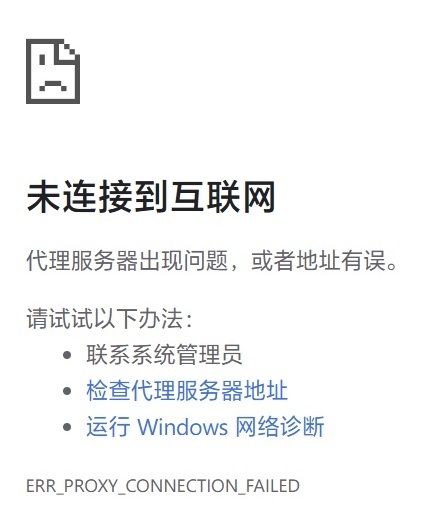 未连接到互联网
代理服务器出现问题，或者地址有误。
请试试以下办法：
联系系统管理员
检查代理服务器地址
运行 Windows 网络诊断
ERR_PROXY_CONNECTION_FAILED